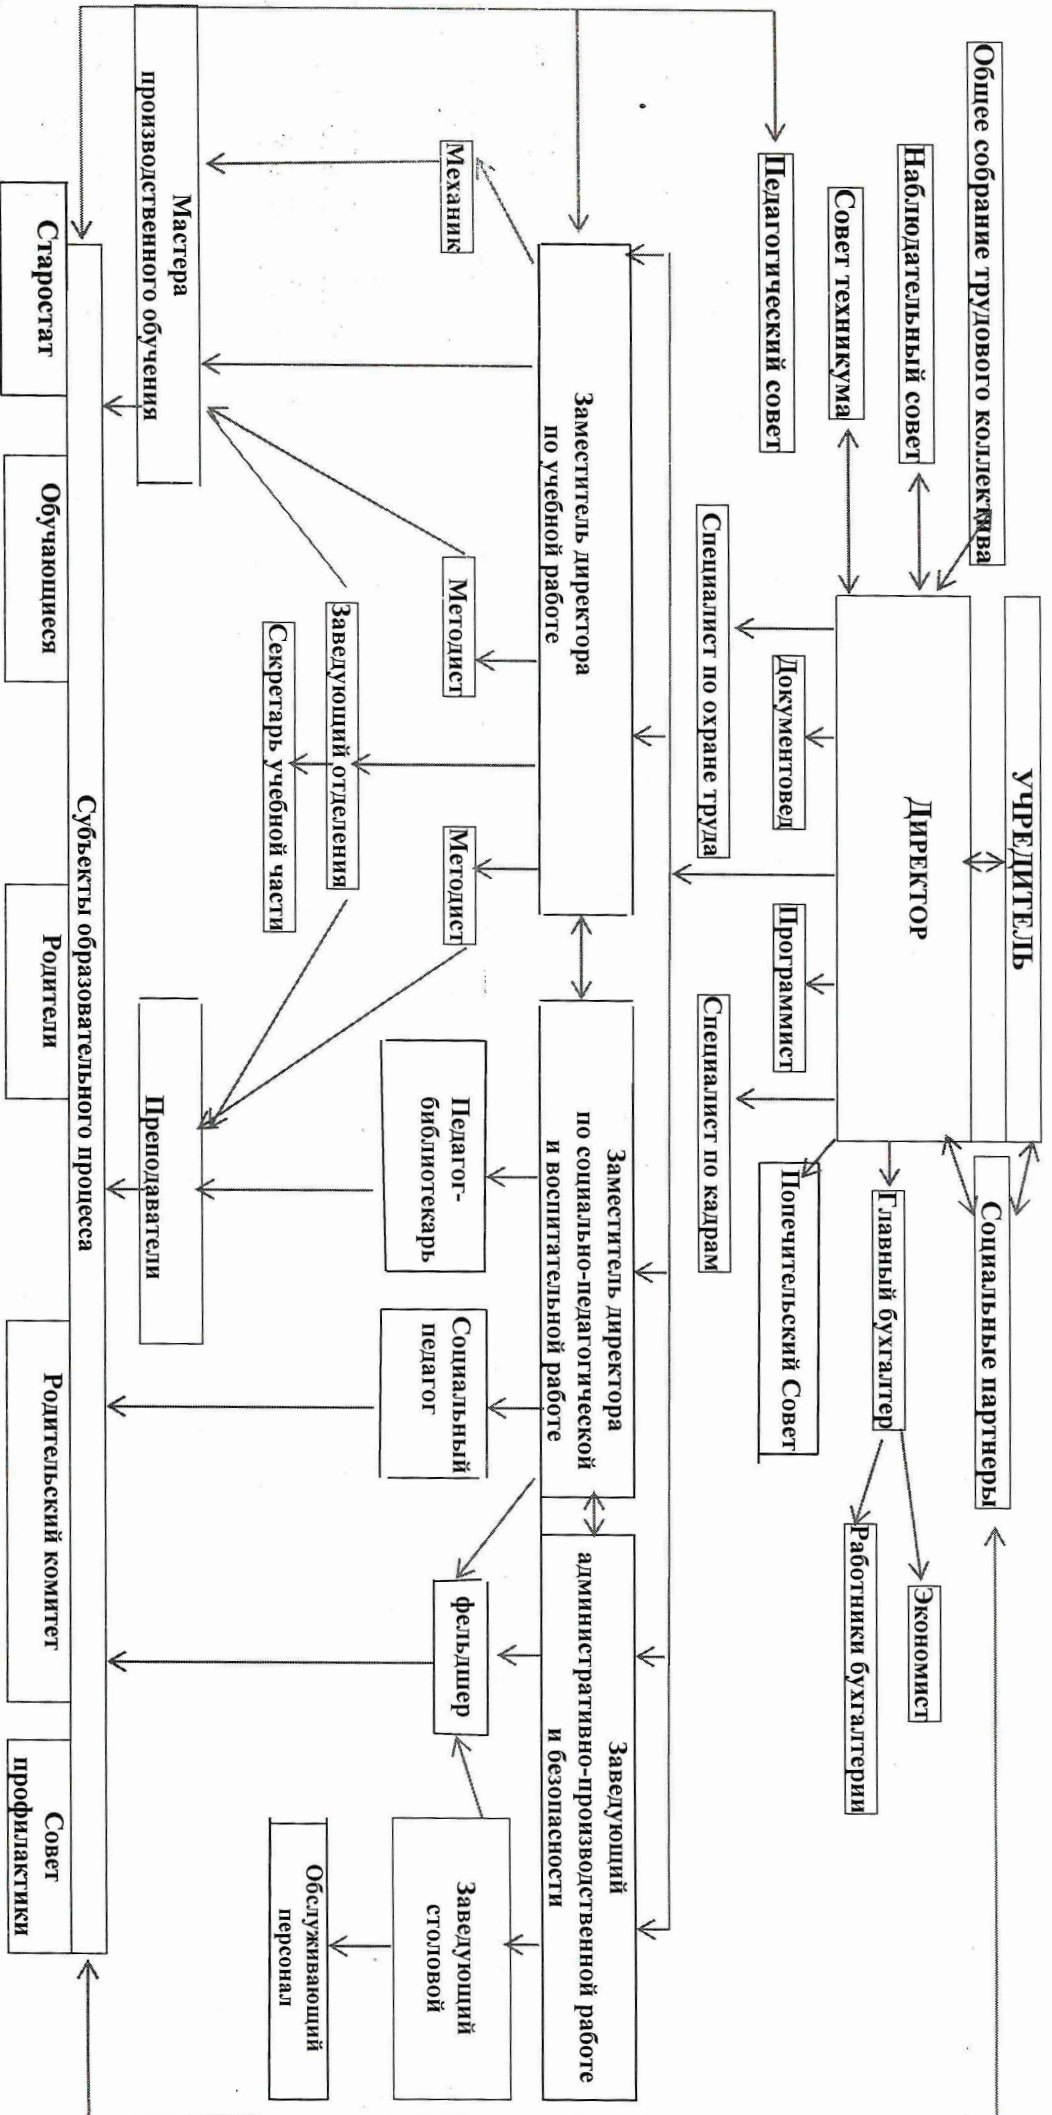 УЧРЕДИТЕЛЬ
Общее собрание трудового коллектива
Социальные партнеры
ДИРЕКТОР
Наблюдательный совет
Экономист
Главный бухгалтер
Совет техникума
Работники бухгалтерии
Педагогический совет
Документовед
Программист
Попечительский Совет
Специалист по охране труда
Специалист по кадрам
Заместитель директора
по учебной работе
Заместитель директора
по социально-педагогической
и воспитательной работе
Заведующий
административно-производственной работе
и безопасности
Механик
Методист
Методист
Педагог-
библиотекарь
Социальный
педагог
фельдшер
Заведующий
столовой
Заведующий отделения
Секретарь учебной части
Обслуживающий
персонал
Мастера
производственного обучения
Преподаватели
Субъекты образовательного процесса
Старостат
Обучающиеся
Родители
Родительский комитет
Совет
профилактики